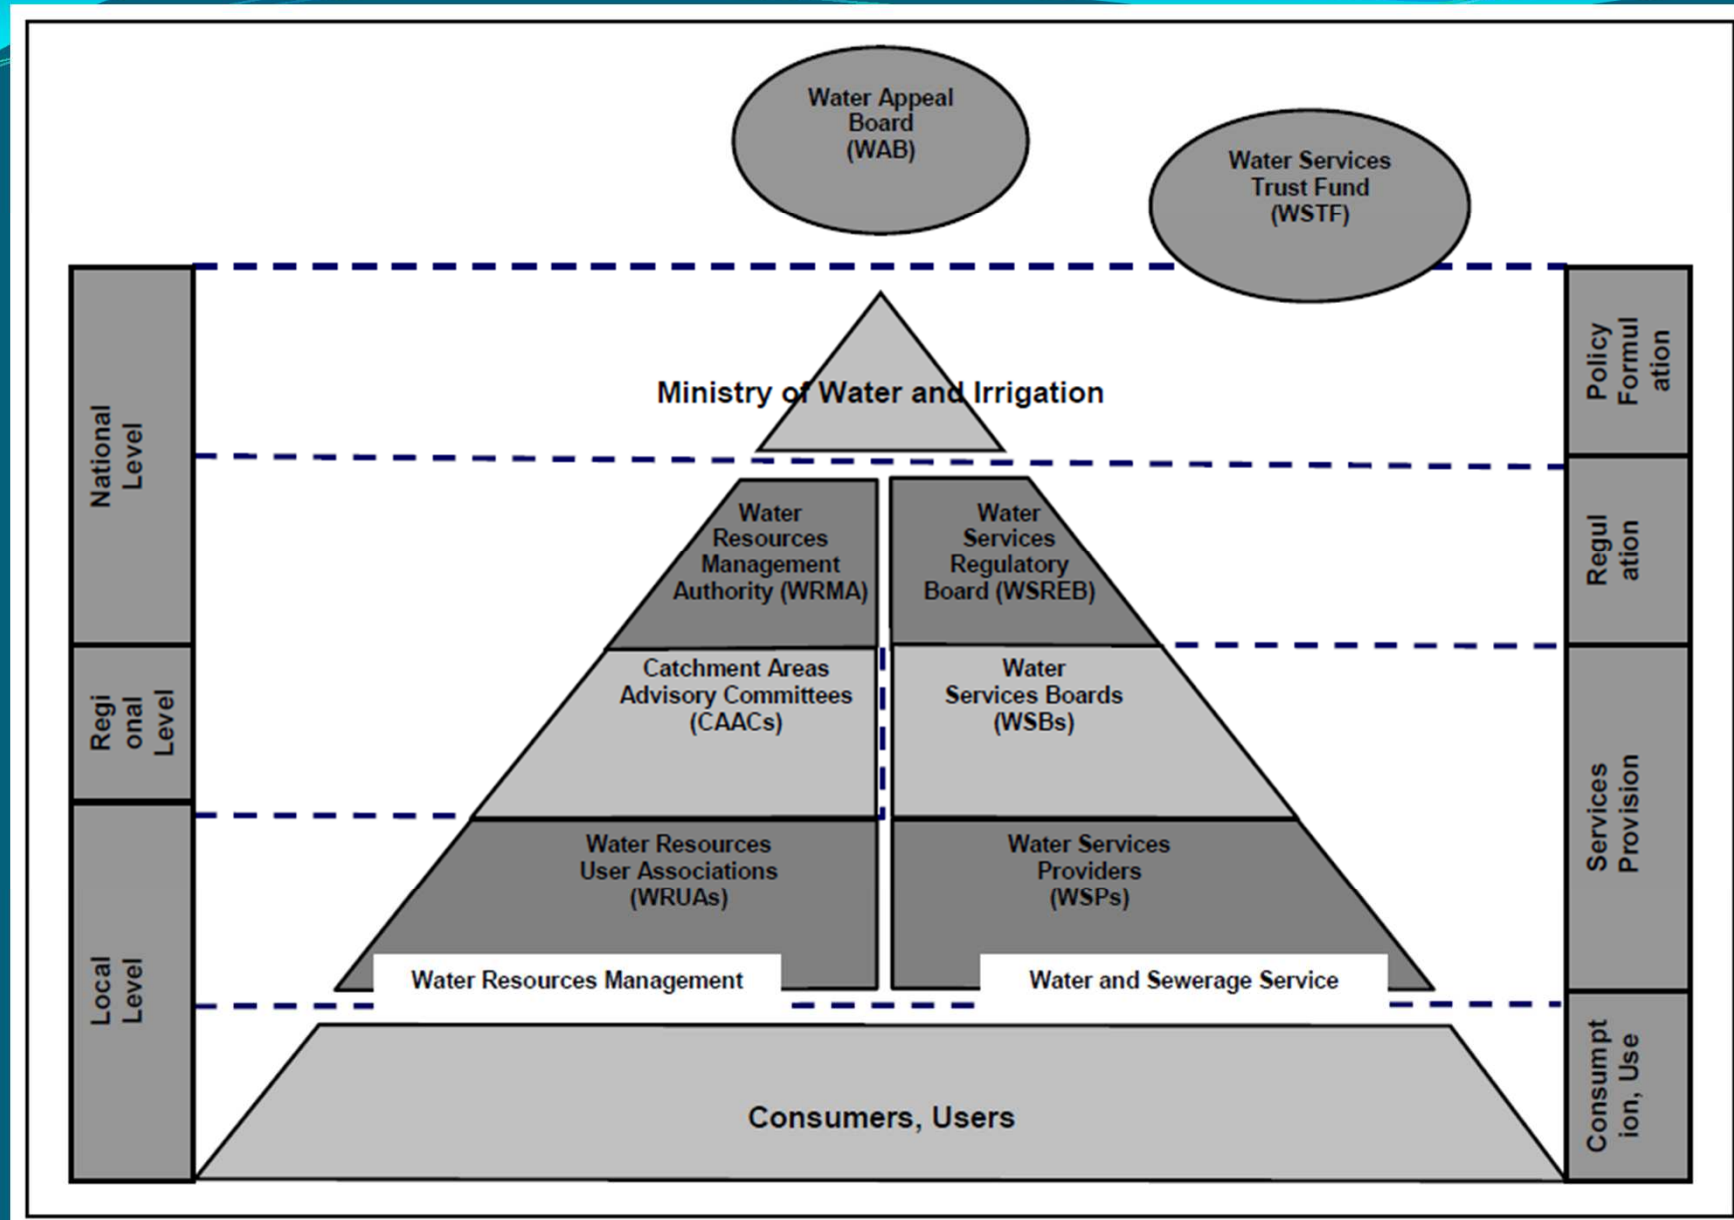 Water Appeal
Board
(WAB)
Water Services
Trust Fund
(WSTF)
National
Level
Regi
onal
Level
Local
Level
Ministry of Water and Irrigation
Water
Resources
Management
Authority (WRMA)
Water
Services
Regulatory
Board (WSREB)
Catchment Areas
Advisory Committees
(CAACs)
Water
Services Boards
(WSBs)
Water Resources
User Associations
(WRUAs)
Water Services
Providers
(WSPs)
Water Resources Management
Water and Sewerage Service
Consumers, Users
Policy
Formul
ation
Regul
ation
Services
Provision
Consumpt
ion, Use